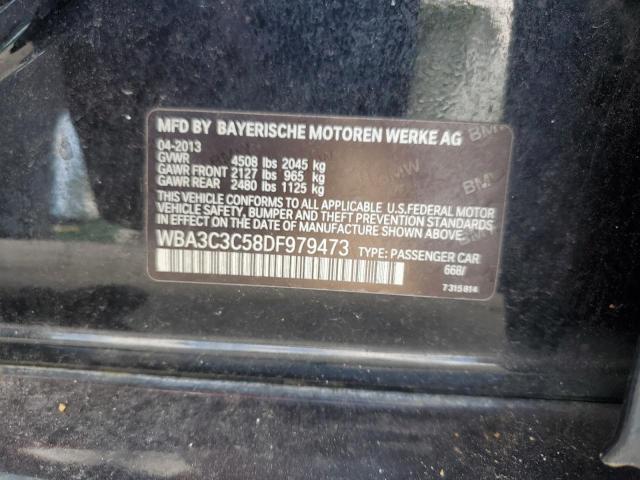 MFD BY BAYERISCHE MOTOREN WERKE AG
04-2013
GVWR 4508 lbs 2045 kg
GAWR FRONT 2127 lbs 965 kg
GAWR REAR 2480 lbs 1125 kg
THIS VEHICLE CONFORMS TO ALL APPLICABLE U.S.FEDERAL MOTOR
VEHICLE SAFETY, BUMPER AND THEFT PREVENTION STANDARDS
IN EFFECT ON THE DATE OF MANUFACTURE SHOWN ABOVE.
WBA3C3C58DF979473 TYPE: PASSENGER CAR
668/
7315814
BMW
BMW